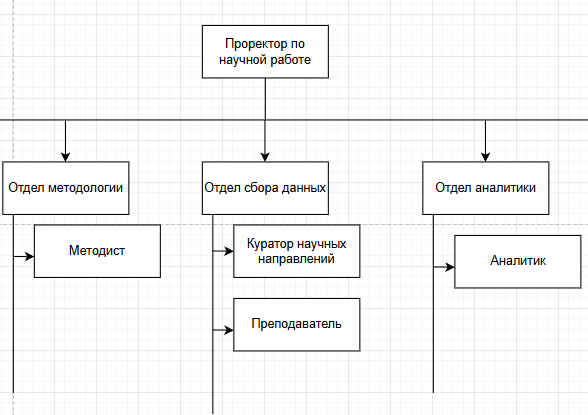 Проректор по
научной работе
Отдел методологии
Отдел сбора данных
Отдел аналитики
Методист
Куратор научных
направлений
Аналитик
Преподаватель